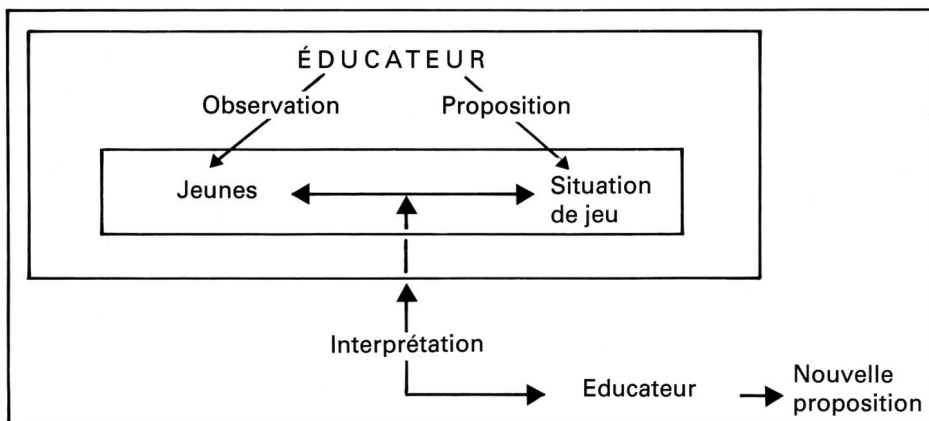 ÉDUCATEUR
Observation
Proposition
Jeunes
Situation
de jeu
Interprétation
Educateur
Nouvelle
proposition